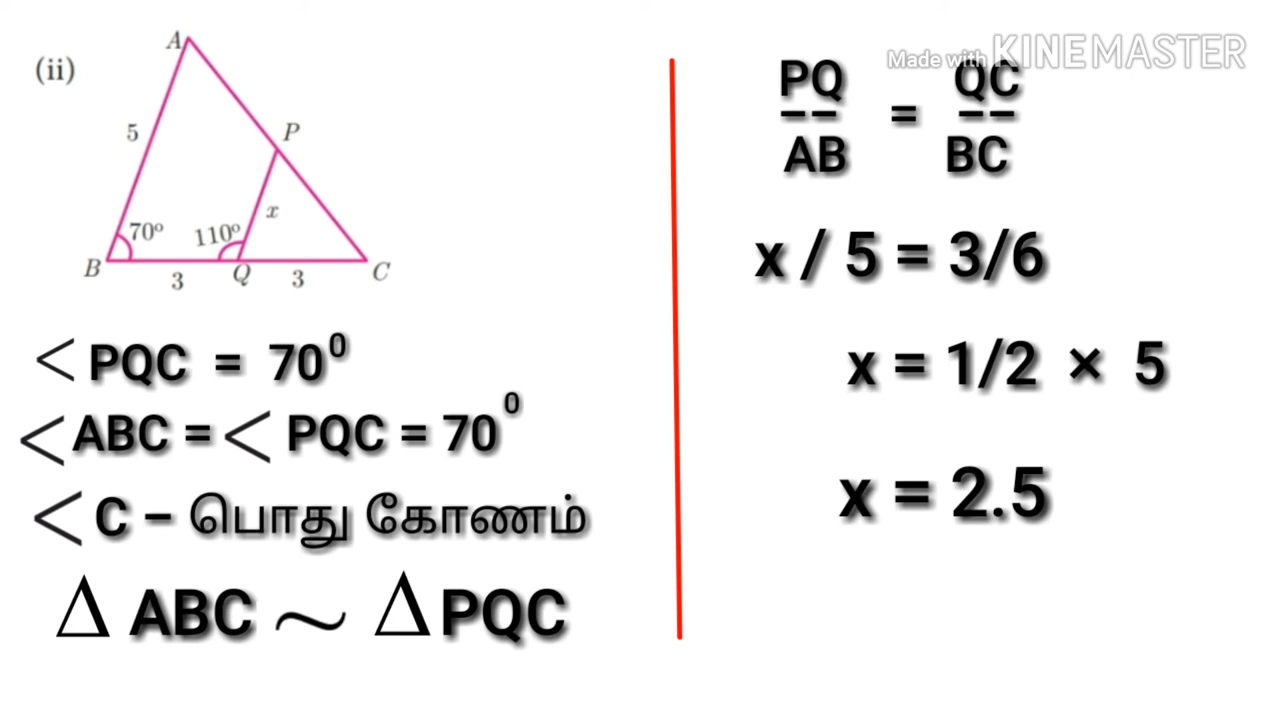 (ii)
A
5
P
70° 110° x
B 3 Q 3 C
< PQC = 70⁰
< ABC = < PQC = 70⁰
< C – பொது கோணம்
Δ ABC ~ Δ PQC
Made with KINEMASTER
PQ
-- = --
AB
QC
BC
x / 5 = 3/6
x = 1/2 × 5
x = 2.5